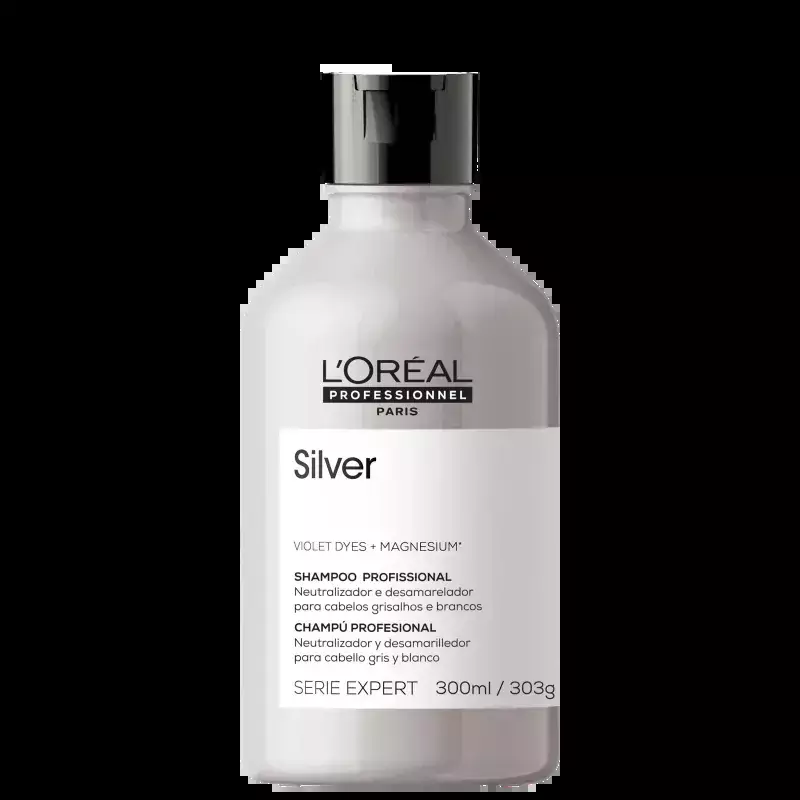 L'ORÉAL
PROFESSIONNEL
PARIS
Silver
VIOLET DYES + MAGNESIUM*
SHAMPOO PROFISSIONAL
Neutralizador e desamarelador
para cabelos grisalhos e brancos
CHAMPÚ PROFESIONAL
Neutralizador y desamarilledor
para cabello gris y blanco
SERIE EXPERT 300ml / 303g